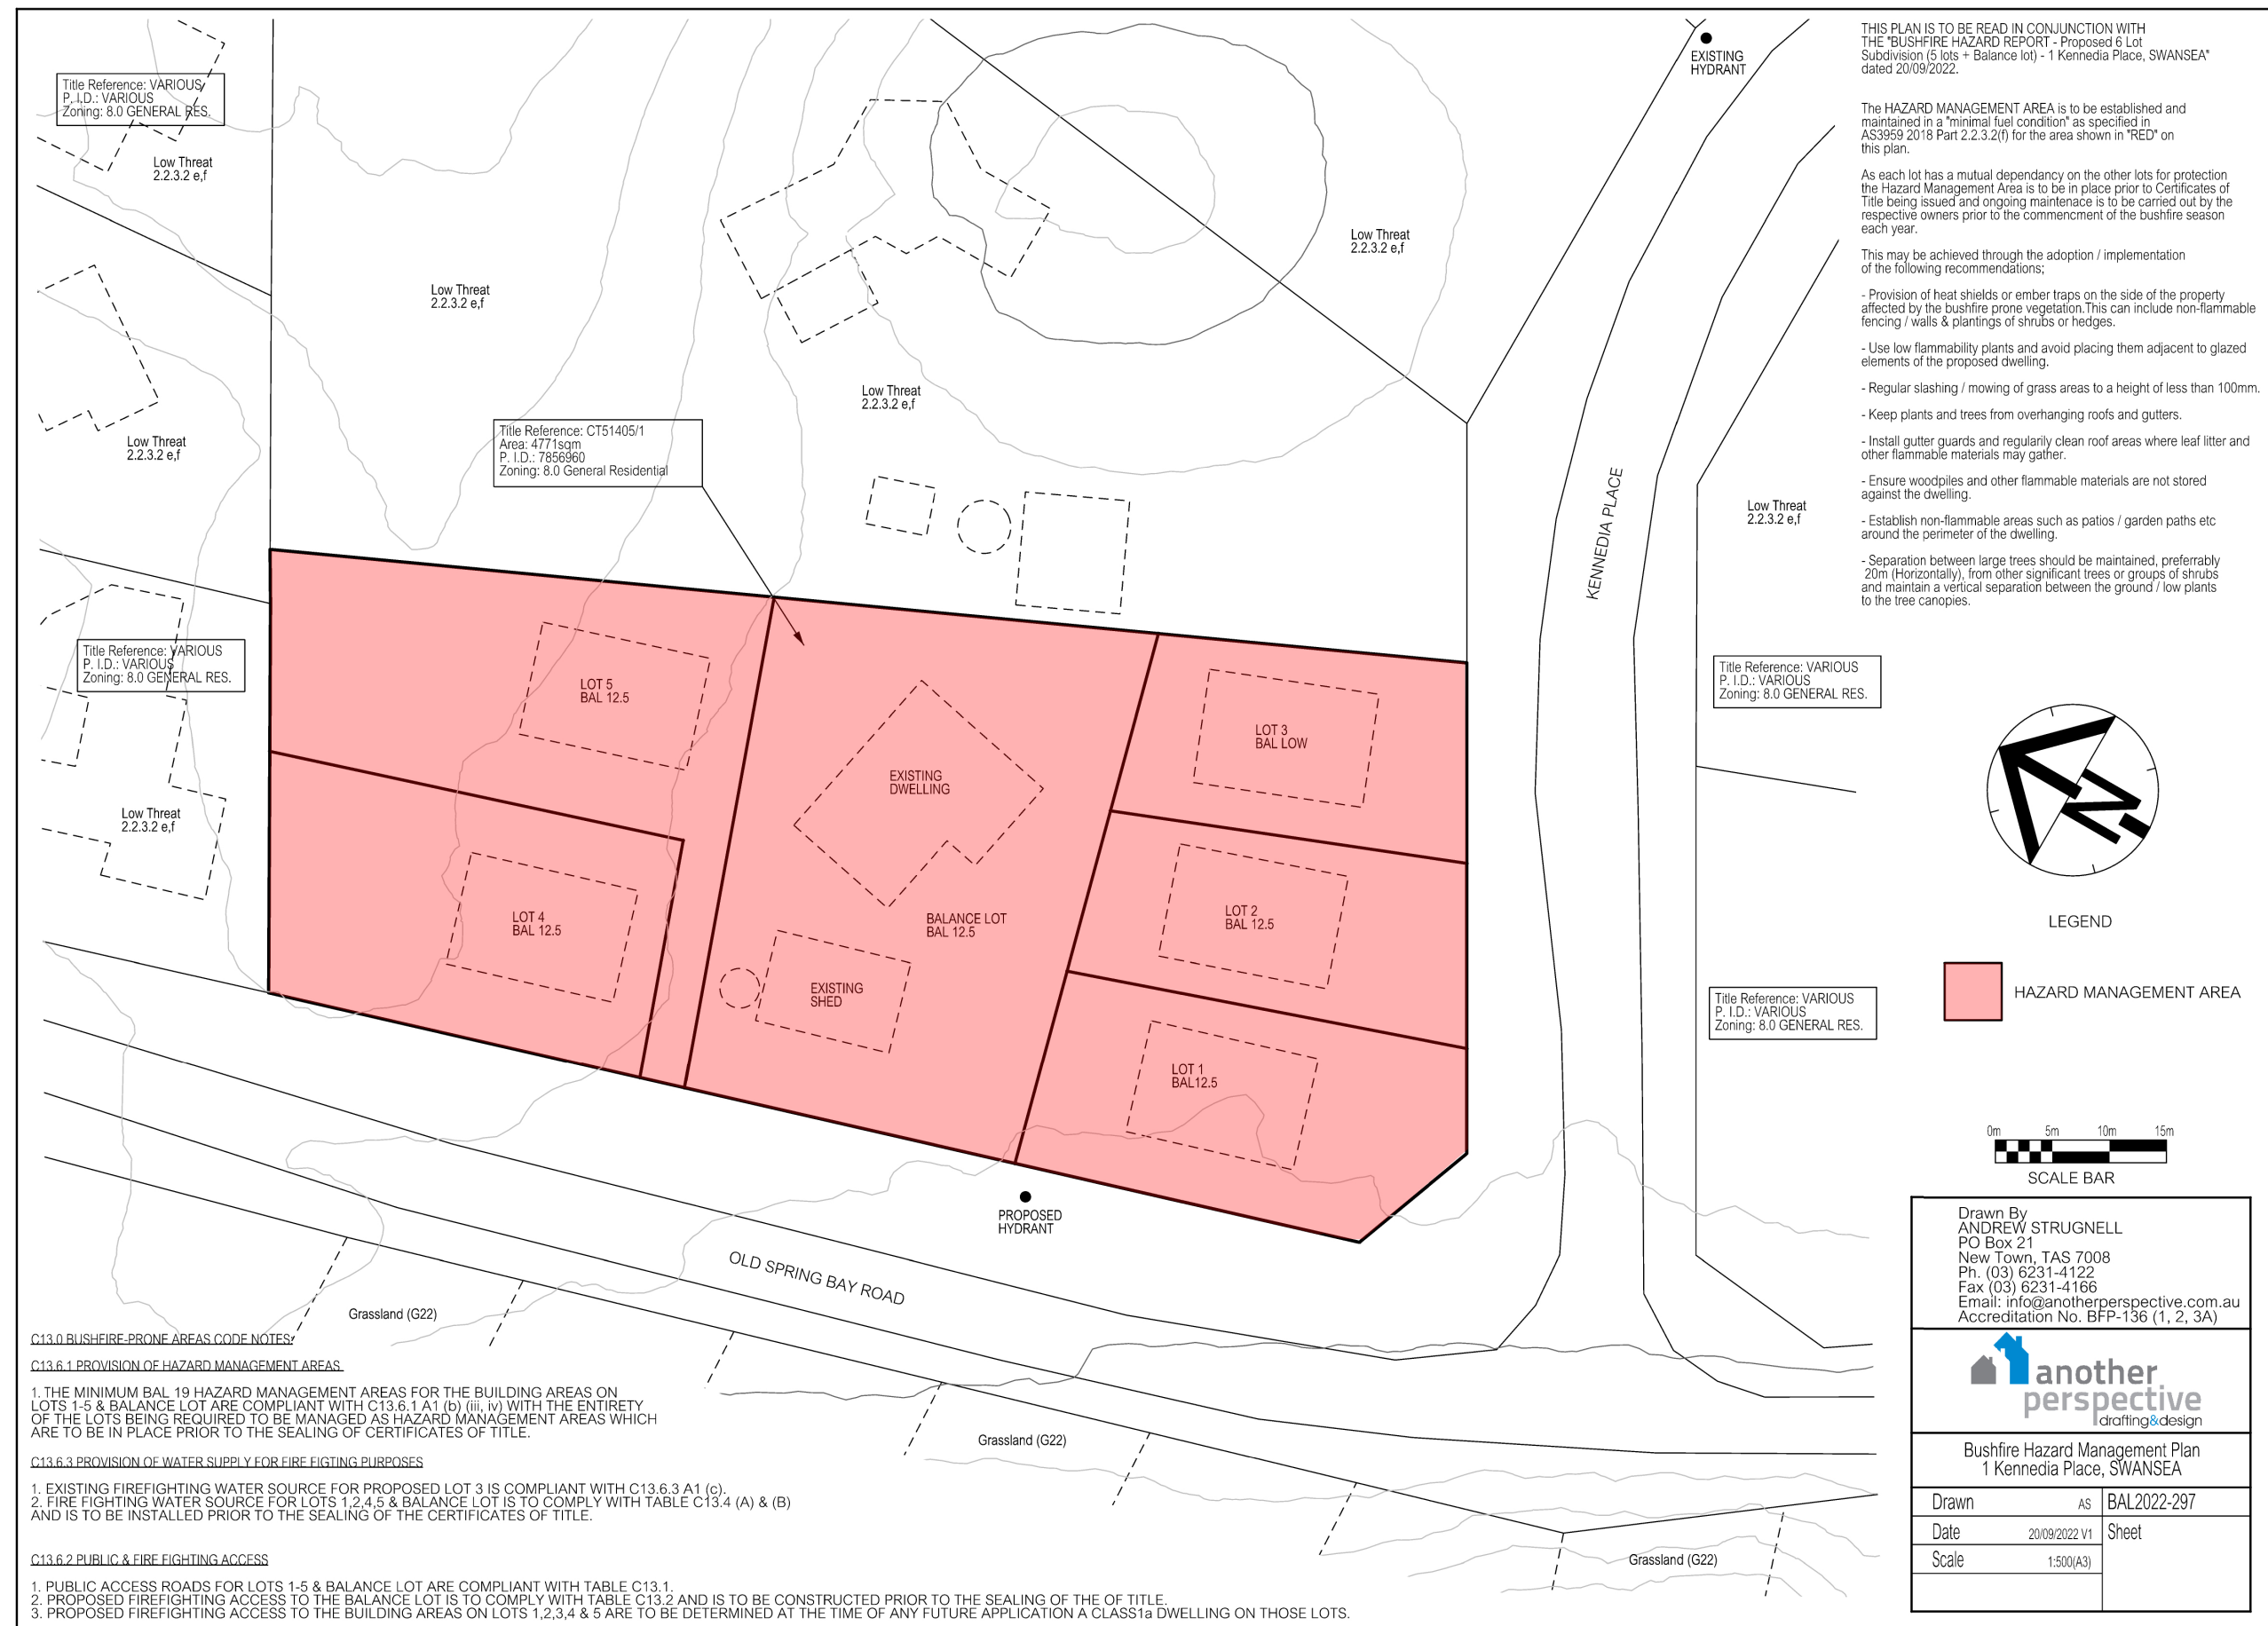 Title Reference: VARIOUS
P. I.D.: VARIOUS
Zoning: 8.0 GENERAL RES.
Low Threat
2.2.3.2 e,f
Low Threat
2.2.3.2 e,f
Low Threat
2.2.3.2 e,f
EXISTING
HYDRANT
Low Threat
2.2.3.2 e,f
Low Threat
2.2.3.2 e,f
Title Reference: CT51405/1
Area: 4771sqm
P. I.D.: 7856960
Zoning: 8.0 General Residential
KENNEDIA PLACE
Low Threat
2.2.3.2 e,f
Title Reference: VARIOUS
P. I.D.: VARIOUS
Zoning: 8.0 GENERAL RES.
Low Threat
2.2.3.2 e,f
LOT 5
BAL 12.5
EXISTING
DWELLING
LOT 3
BAL LOW
LOT 4
BAL 12.5
BALANCE LOT
BAL 12.5
LOT 2
BAL 12.5
EXISTING
SHED
LOT 1
BAL12.5
Title Reference: VARIOUS
P. I.D.: VARIOUS
Zoning: 8.0 GENERAL RES.
Title Reference: VARIOUS
P. I.D.: VARIOUS
Zoning: 8.0 GENERAL RES.
PROPOSED
HYDRANT
OLD SPRING BAY ROAD
Grassland (G22)
Grassland (G22)
Grassland (G22)
C13.0 BUSHFIRE-PRONE AREAS CODE NOTES:
C13.6.1 PROVISION OF HAZARD MANAGEMENT AREAS
1. THE MINIMUM BAL 19 HAZARD MANAGEMENT AREAS FOR THE BUILDING AREAS ON
LOTS 1-5 & BALANCE LOT ARE COMPLIANT WITH C13.6.1 A1 (b) (iii, iv) WITH THE ENTIRETY
OF THE LOTS BEING REQUIRED TO BE MANAGED AS HAZARD MANAGEMENT AREAS WHICH
ARE TO BE IN PLACE PRIOR TO THE SEALING OF CERTIFICATES OF TITLE.
C13.6.3 PROVISION OF WATER SUPPLY FOR FIRE FIGTING PURPOSES
1. EXISTING FIREFIGHTING WATER SOURCE FOR PROPOSED LOT 3 IS COMPLIANT WITH C13.6.3 A1 (c).
2. FIRE FIGHTING WATER SOURCE FOR LOTS 1,2,4,5 & BALANCE LOT IS TO COMPLY WITH TABLE C13.4 (A) & (B)
AND IS TO BE INSTALLED PRIOR TO THE SEALING OF THE CERTIFICATES OF TITLE.
C13.6.2 PUBLIC & FIRE FIGHTING ACCESS
1. PUBLIC ACCESS ROADS FOR LOTS 1-5 & BALANCE LOT ARE COMPLIANT WITH TABLE C13.1.
2. PROPOSED FIREFIGHTING ACCESS TO THE BALANCE LOT IS TO COMPLY WITH TABLE C13.2 AND IS TO BE CONSTRUCTED PRIOR TO THE SEALING OF THE OF TITLE.
3. PROPOSED FIREFIGHTING ACCESS TO THE BUILDING AREAS ON LOTS 1,2,3,4 & 5 ARE TO BE DETERMINED AT THE TIME OF ANY FUTURE APPLICATION A CLASS1a DWELLING ON THOSE LOTS.
THIS PLAN IS TO BE READ IN CONJUNCTION WITH
THE "BUSHFIRE HAZARD REPORT - Proposed 6 Lot
Subdivision (5 lots + Balance lot) - 1 Kennedia Place, SWANSEA"
dated 20/09/2022.
The HAZARD MANAGEMENT AREA is to be established and
maintained in a "minimal fuel condition" as specified in
AS3959 2018 Part 2.2.3.2(f) for the area shown in "RED" on
this plan.
As each lot has a mutual dependancy on the other lots for protection
the Hazard Management Area is to be in place prior to Certificates of
Title being issued and ongoing maintenace is to be carried out by the
respective owners prior to the commencment of the bushfire season
each year.
This may be achieved through the adoption / implementation
of the following recommendations;
- Provision of heat shields or ember traps on the side of the property
affected by the bushfire prone vegetation.This can include non-flammable
fencing / walls & plantings of shrubs or hedges.
- Use low flammability plants and avoid placing them adjacent to glazed
elements of the proposed dwelling.
- Regular slashing / mowing of grass areas to a height of less than 100mm.
- Keep plants and trees from overhanging roofs and gutters.
- Install gutter guards and regularily clean roof areas where leaf litter and
other flammable materials may gather.
- Ensure woodpiles and other flammable materials are not stored
against the dwelling.
- Establish non-flammable areas such as patios / garden paths etc
around the perimeter of the dwelling.
- Separation between large trees should be maintained, preferrably
20m (Horizontally), from other significant trees or groups of shrubs
and maintain a vertical separation between the ground / low plants
to the tree canopies.
N
LEGEND
HAZARD MANAGEMENT AREA
0m 5m 10m 15m
SCALE BAR
Drawn By
ANDREW STRUGNELL
PO Box 21
New Town, TAS 7008
Ph. (03) 6231-4122
Fax (03) 6231-4166
Email: info@anotherperspective.com.au
Accreditation No. BFP-136 (1, 2, 3A)
another
perspective
drafting&design
Bushfire Hazard Management Plan
1 Kennedia Place, SWANSEA
Drawn AS BAL2022-297
Date 20/09/2022 V1 Sheet
Scale 1:500(A3)